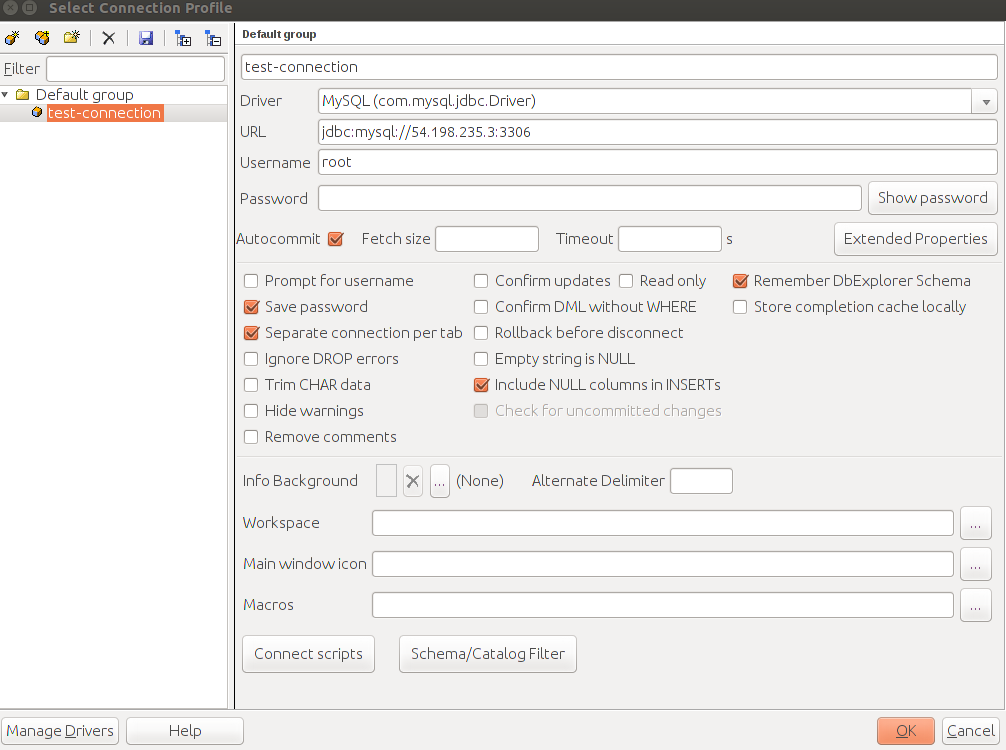 Select Connection Profile
Default group
Filter
Default group
test-connection
test-connection
Driver MySQL (com.mysql.jdbc.Driver)
URL jdbc:mysql://54.198.235.3:3306
Username root
Password Show password
Autocommit Fetch size Timeout s Extended Properties
Prompt for username Confirm updates Read only Remember DbExplorer Schema
Save password Confirm DML without WHERE Store completion cache locally
Separate connection per tab Rollback before disconnect
Ignore DROP errors Empty string is NULL
Trim CHAR data Include NULL columns in INSERTs
Hide warnings Check for uncommitted changes
Remove comments
Info Background ... (None) Alternate Delimiter
Workspace ...
Main window icon ...
Macros ...
Connect scripts Schema/Catalog Filter
Manage Drivers Help OK Cancel